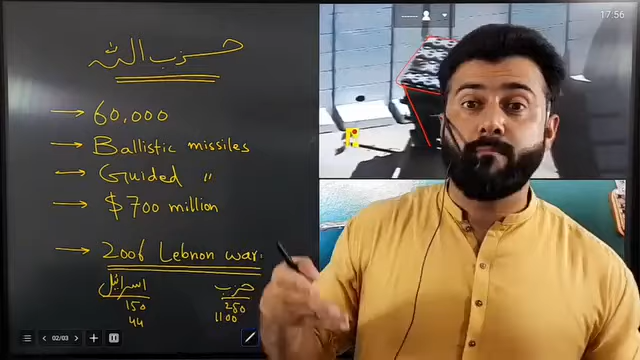 حزب اللہ
→ 60,000
→ Ballistic missiles
→ Guided "
→ $ 700 million
→ 2006 Lebnon war.
اسرائیل حزب
150 250
44 1100
02/03
17:56